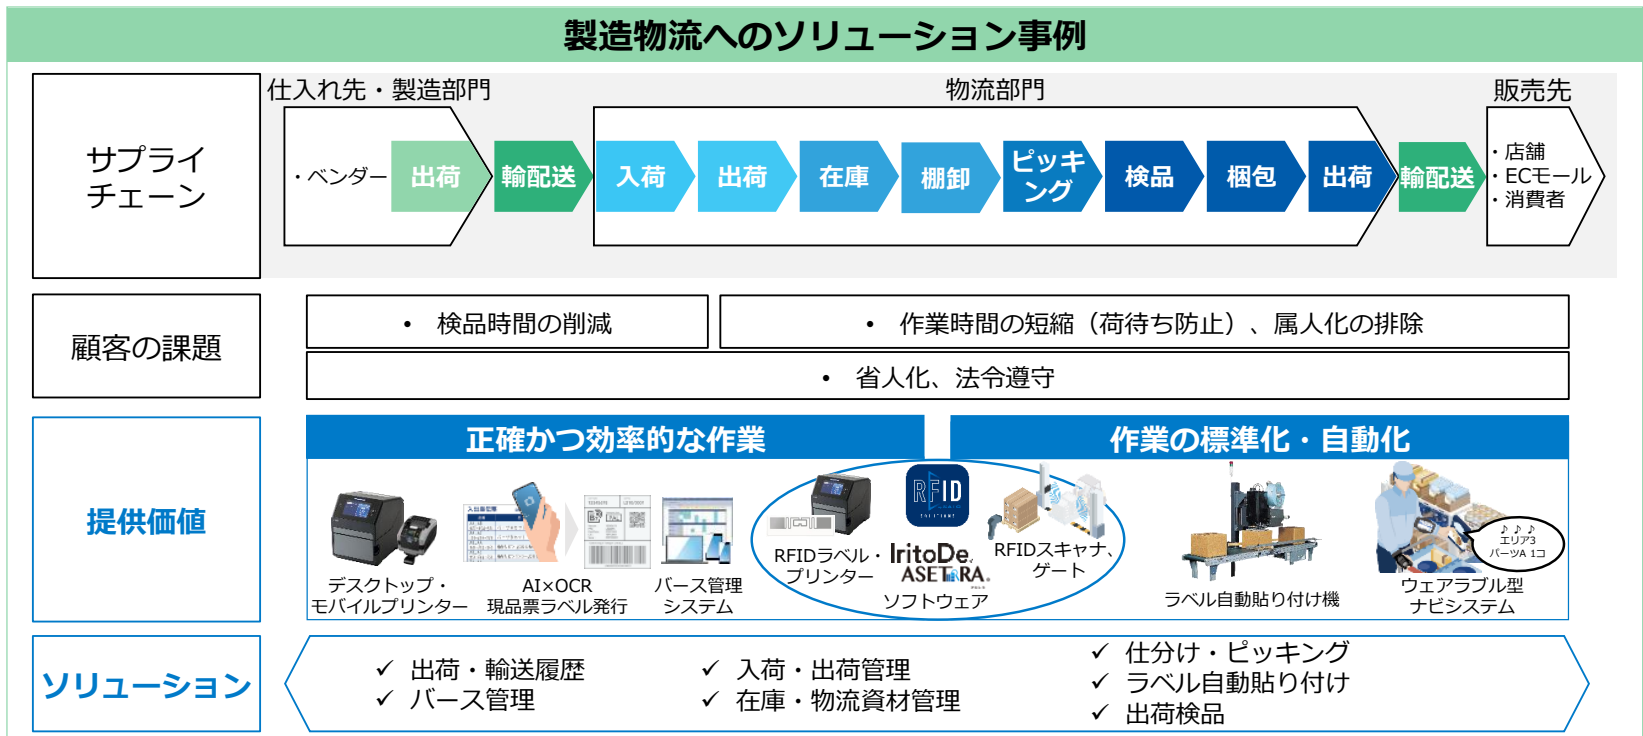 製造物流へのソリューション事例
サプライ
チェーン
仕入れ先・製造部門
物流部門
販売先
・ベンダー
出荷
輸配送
入荷
出荷
在庫
棚卸
ピッキ
ング
検品
梱包
出荷
輸配送
・店舗
・ECモール
・消費者
顧客の課題
• 検品時間の削減
• 作業時間の短縮（荷待ち防止）、属人化の排除
• 省人化、法令遵守
提供価値
正確かつ効率的な作業
作業の標準化・自動化
デスクトップ・
モバイルプリンター
AI×OCR
現品票ラベル発行
バース管理
システム
RFIDラベル・
プリンター
RFID
SOLUTIONS
IritoDe.
ASETRA.
ソフトウェア
RFIDスキャナ、
ゲート
ラベル自動貼り付け機
♪ ♪ ♪
エリア3
パーツA 1コ
ウェアラブル型
ナビシステム
ソリューション
✓ 出荷・輸送履歴
✓ バース管理
✓ 入荷・出荷管理
✓ 在庫・物流資材管理
✓ 仕分け・ピッキング
✓ ラベル自動貼り付け
✓ 出荷検品